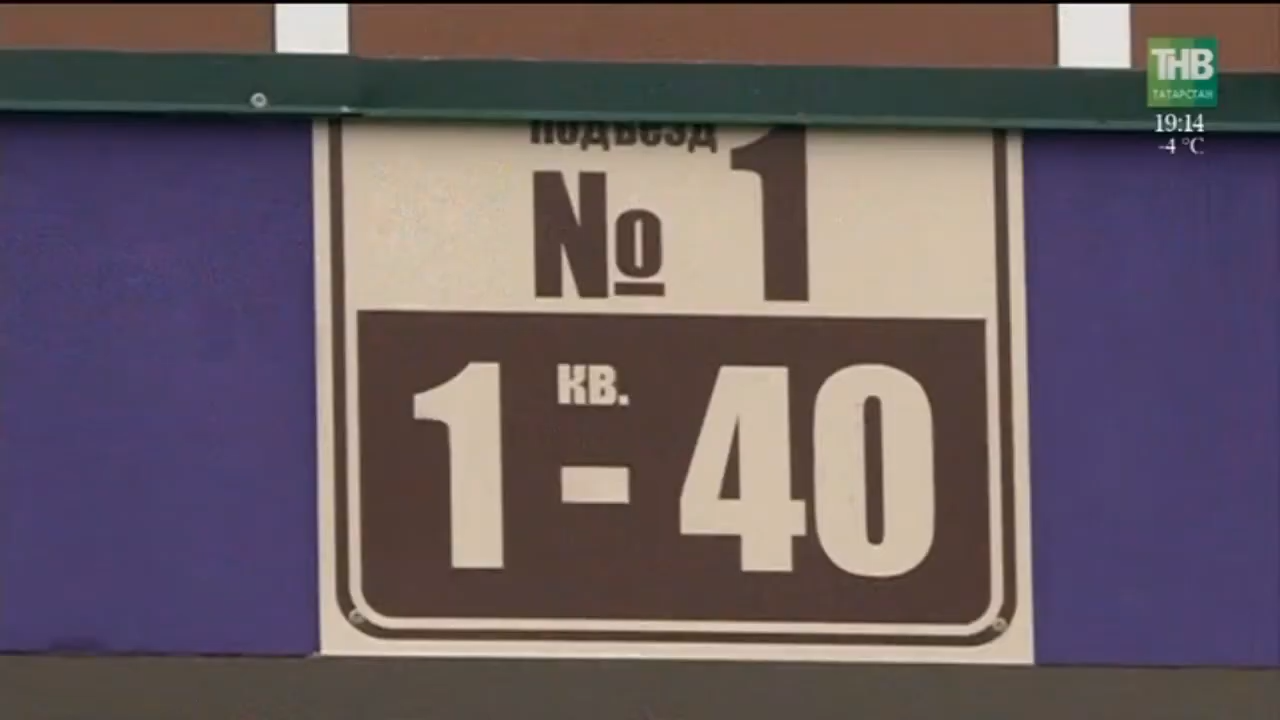 ТНВ
ТАТАРСТАН
19:14
-4 °C
подъезд
№ 1
кв.
1 - 40